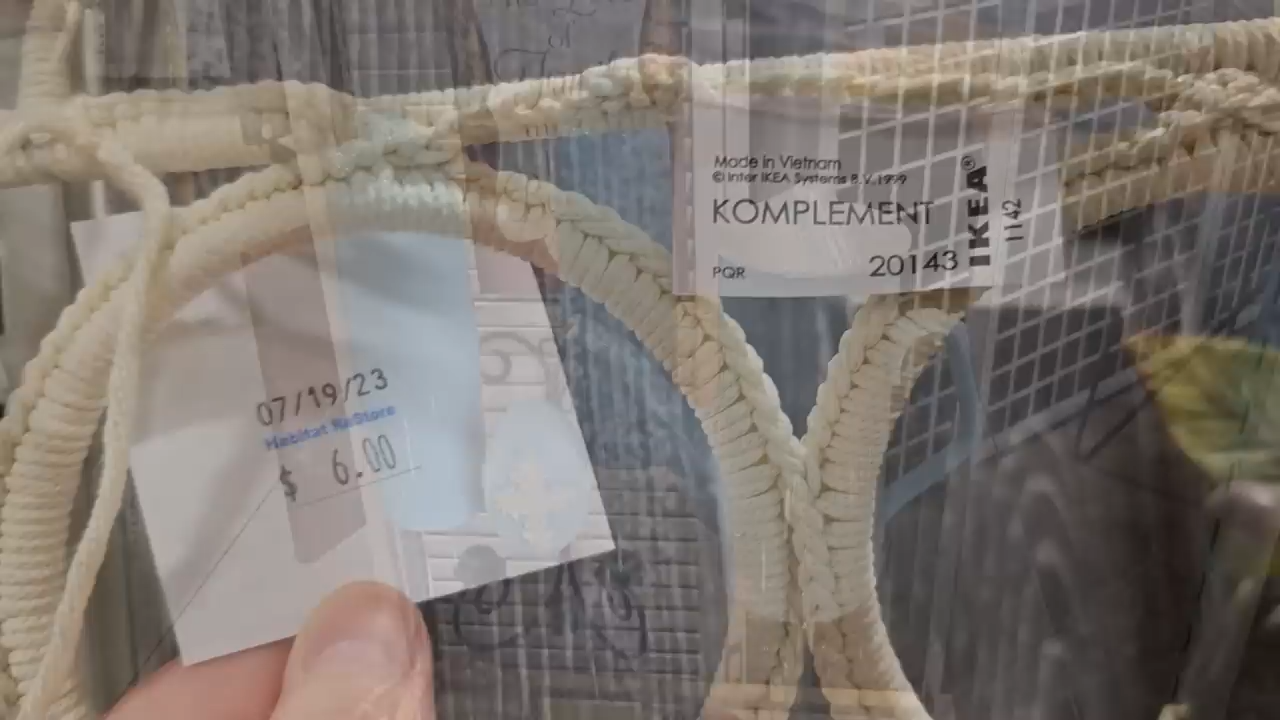 of
Made in Vietnam
© Inter IKEA Systems B.V. 1999
KOMPLEMENT
PQR
20143
IKEA®
1142
07/19/23
Habitat ReStore
$ 6.00